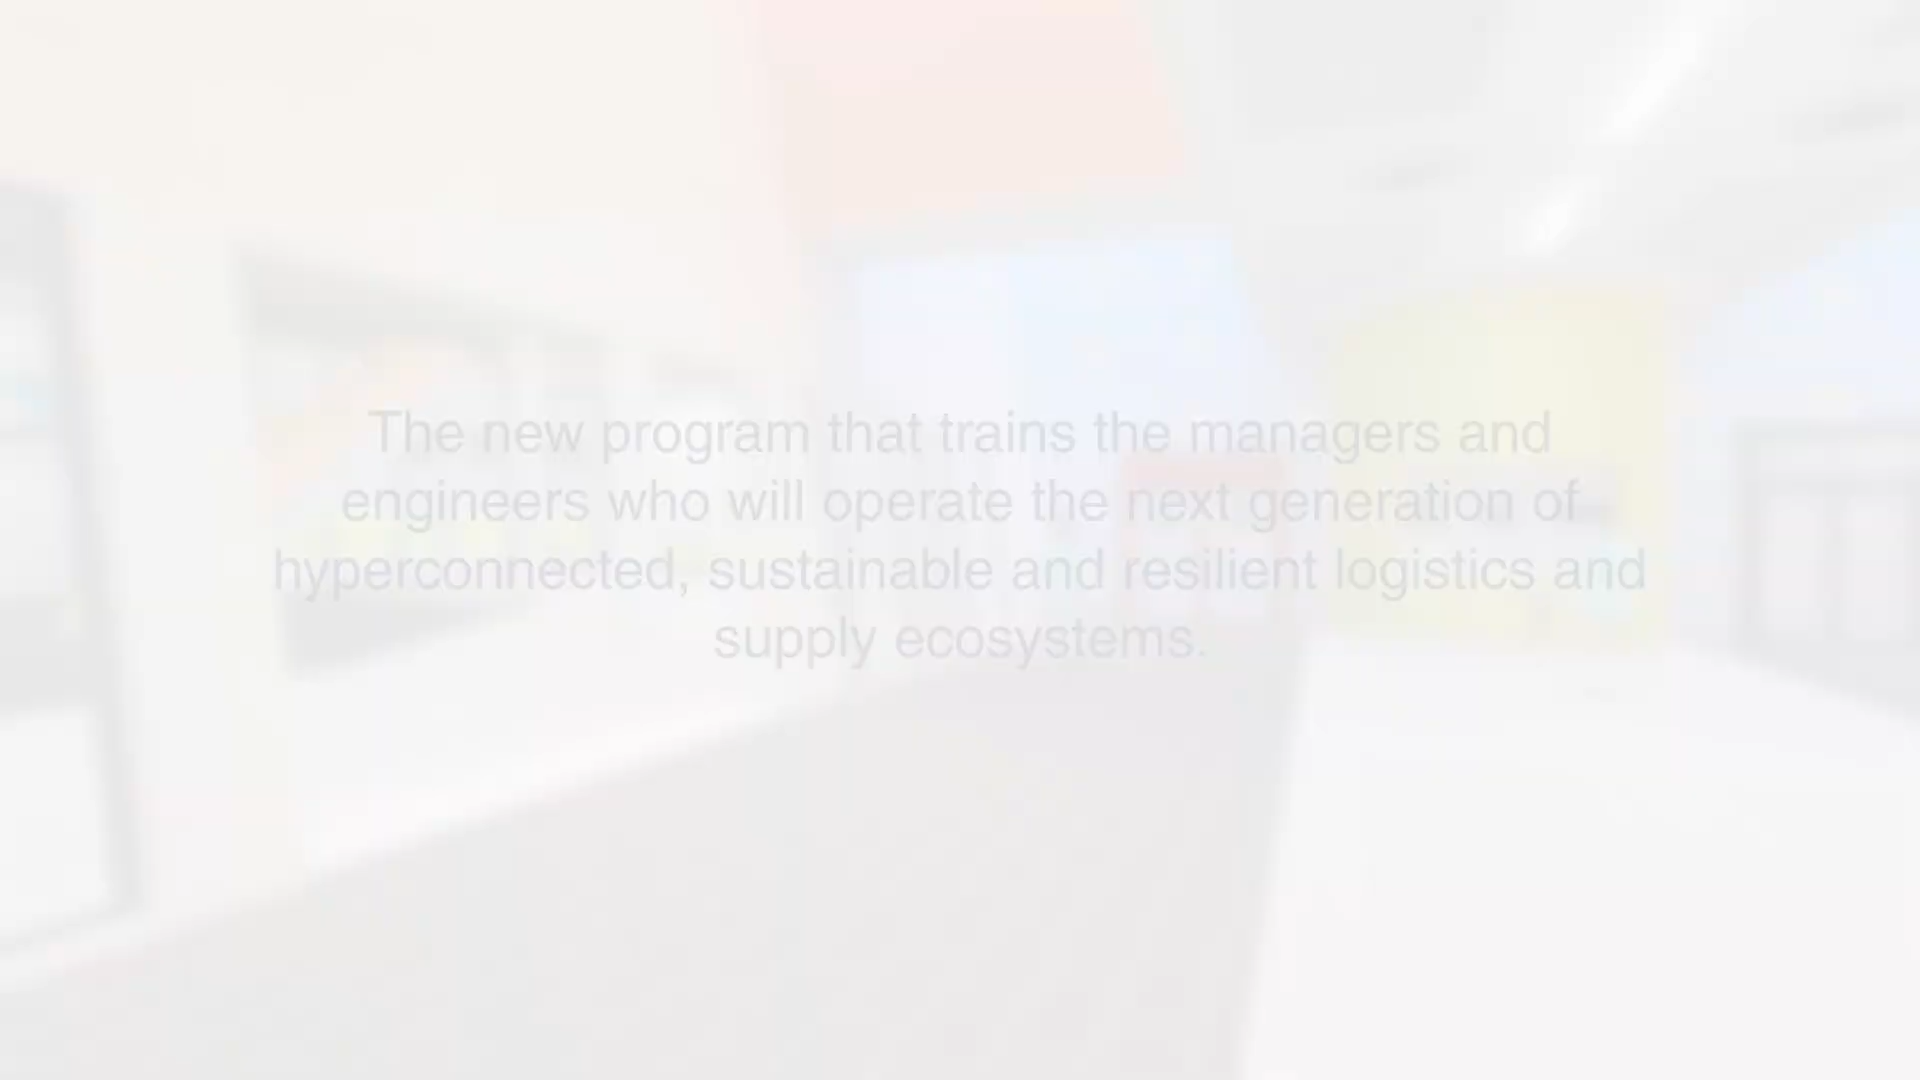 The new program that trains the managers and
engineers who will operate the next generation of
hyperconnected, sustainable and resilient logistics and
supply ecosystems.